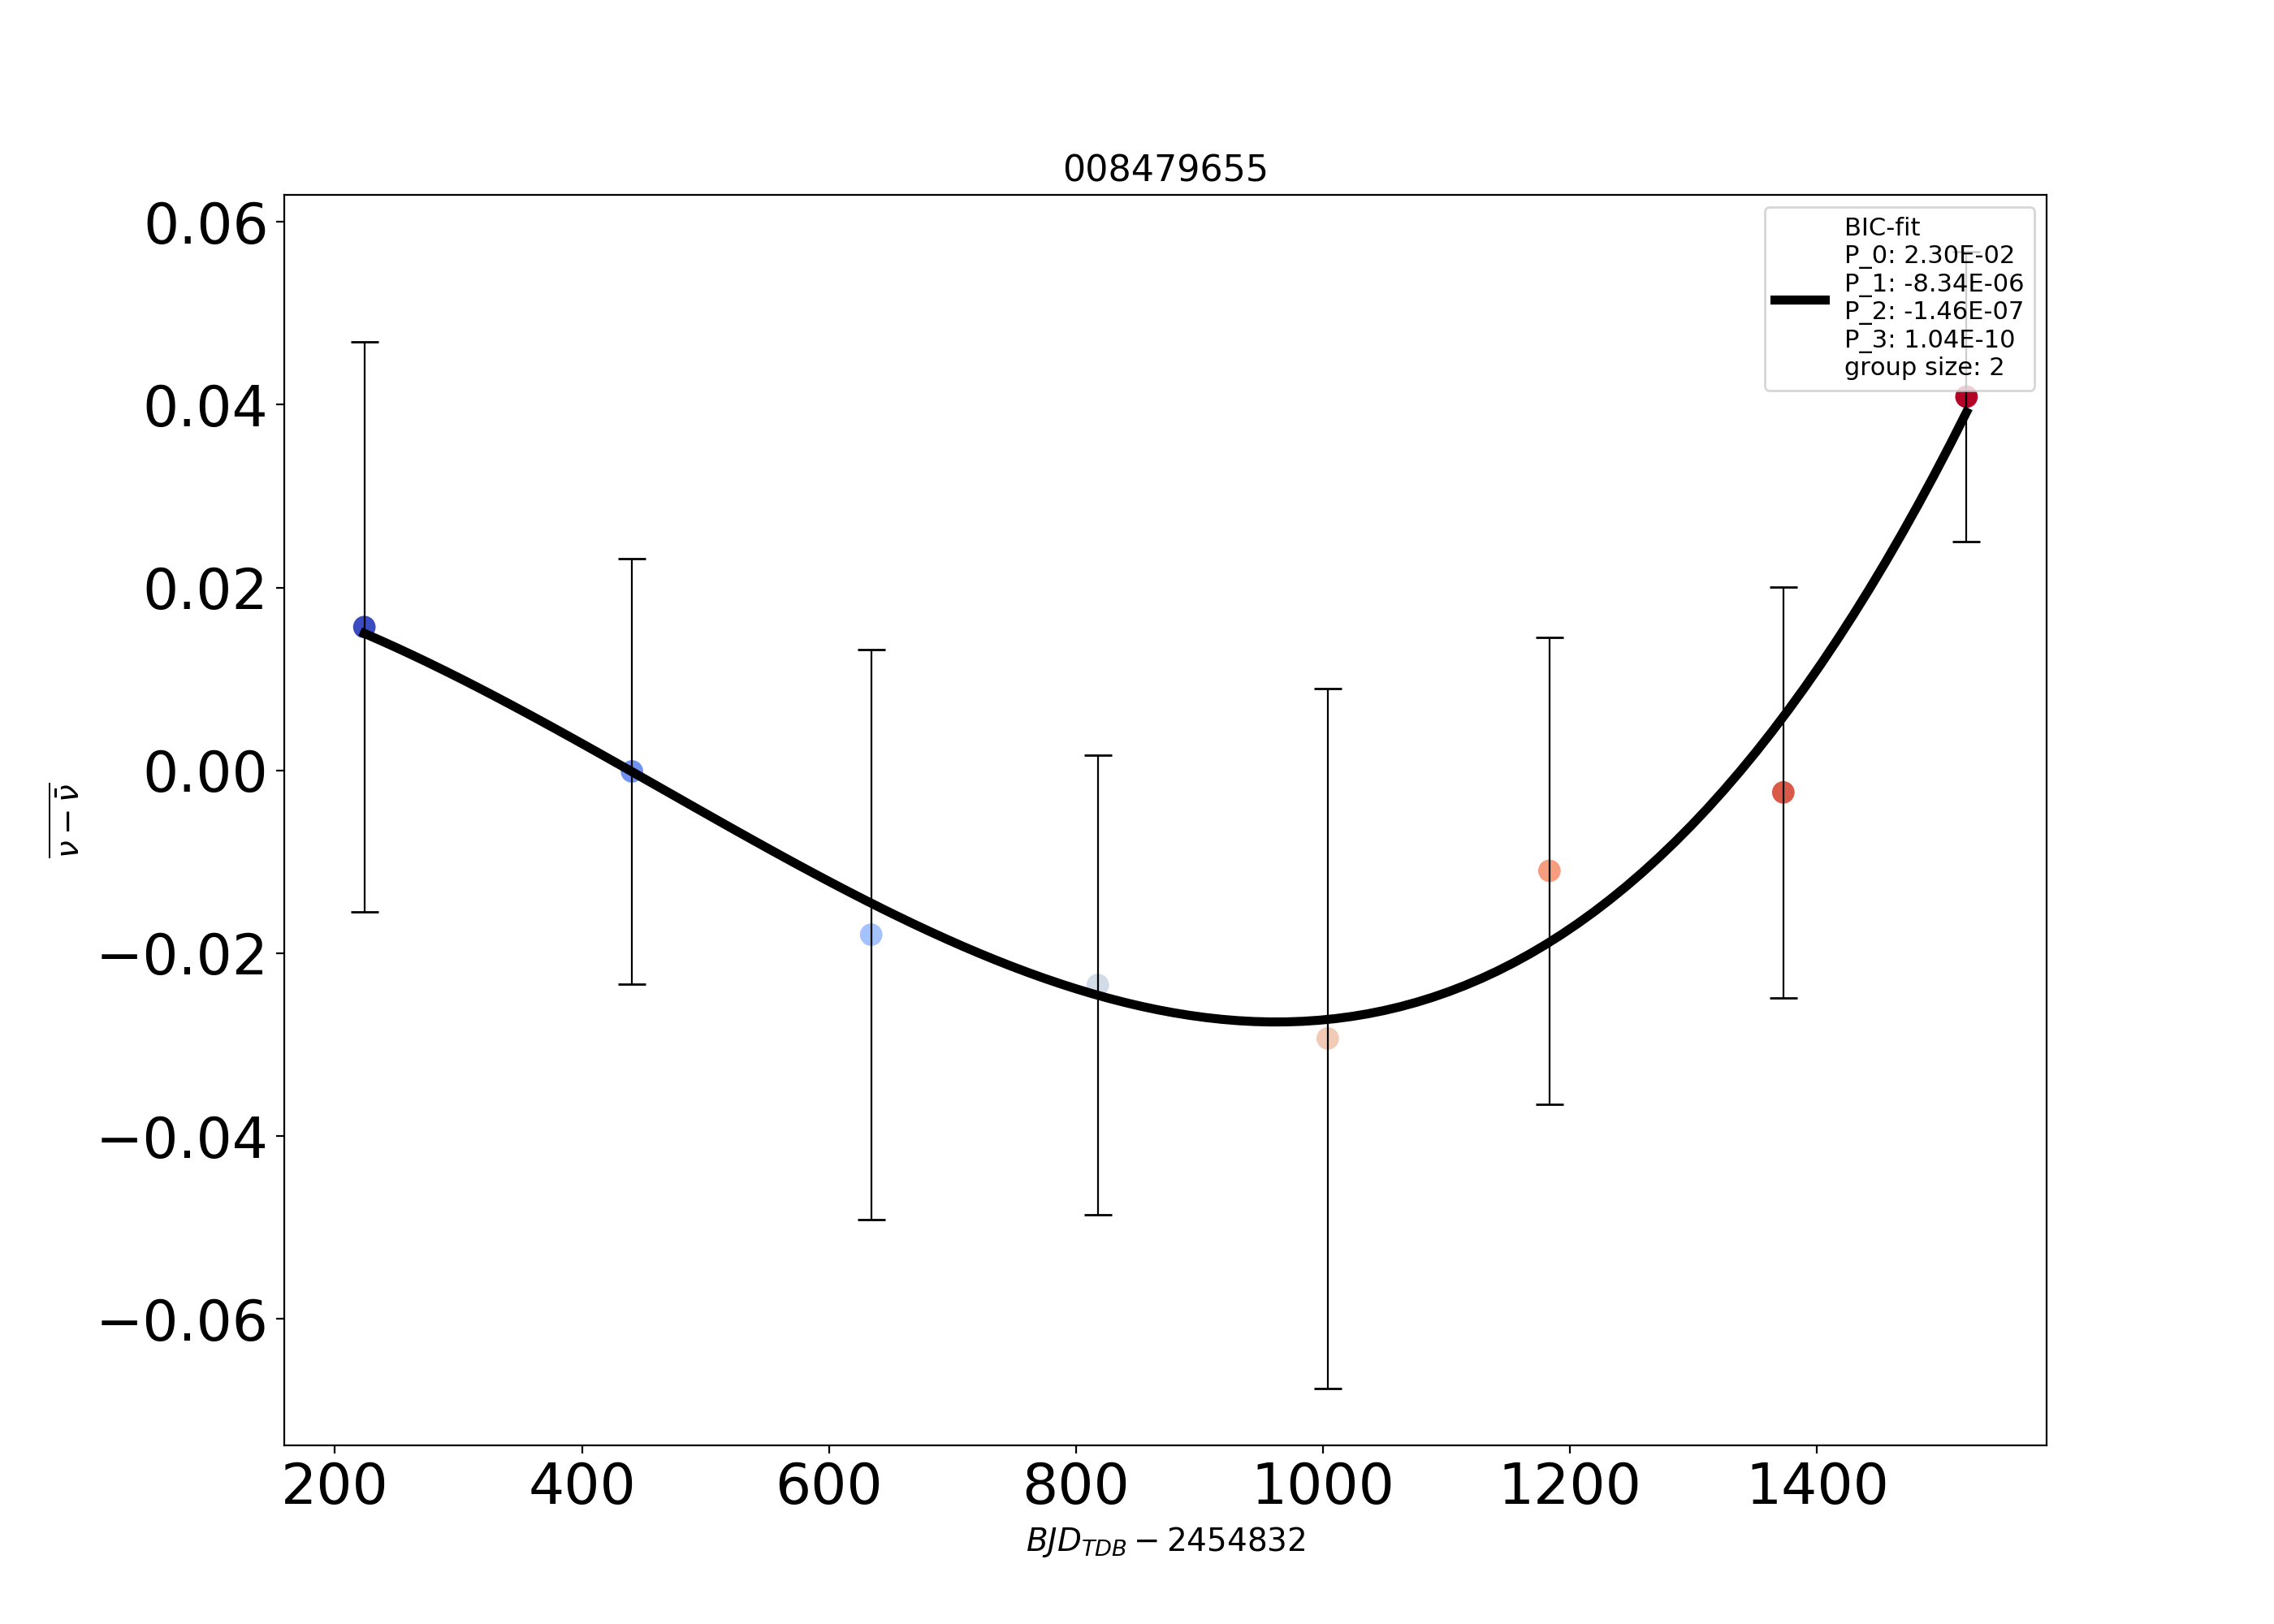 008479655
0.06
0.04
0.02
0.00
−0.02
−0.04
−0.06
BIC-fit
P_0: 2.30E-02
P_1: -8.34E-06
P_2: -1.46E-07
P_3: 1.04E-10
group size: 2
ν − ν̄
200 400 600 800 1000 1200 1400
BJD_TDB − 2454832